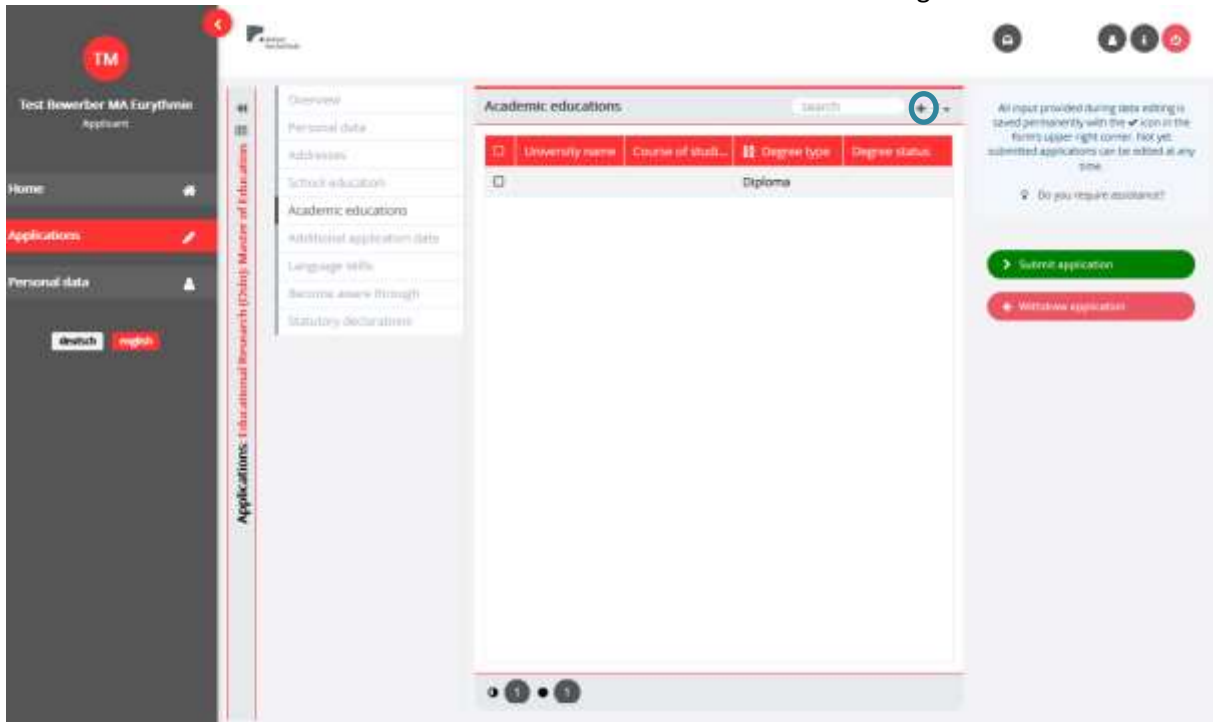 TM
Test Bewerber MA Eurythmie
Applicant
Home
Applications
Personal data
deutsch english
Applications: Educational Research (Oslo): Master of Education
Overview
Personal data
Addresses
School education
Academic educations
Additional application data
Language skills
Become aware through
Statutory declarations
Academic educations
search
University name Course of studi... Degree type Degree status
Diploma
1 1
All input provided during data editing is
saved permanently with the ✔ icon in the
form's upper right corner. Not yet
submitted applications can be edited at any
time.
Do you require assistance?
Submit application
Withdraw application